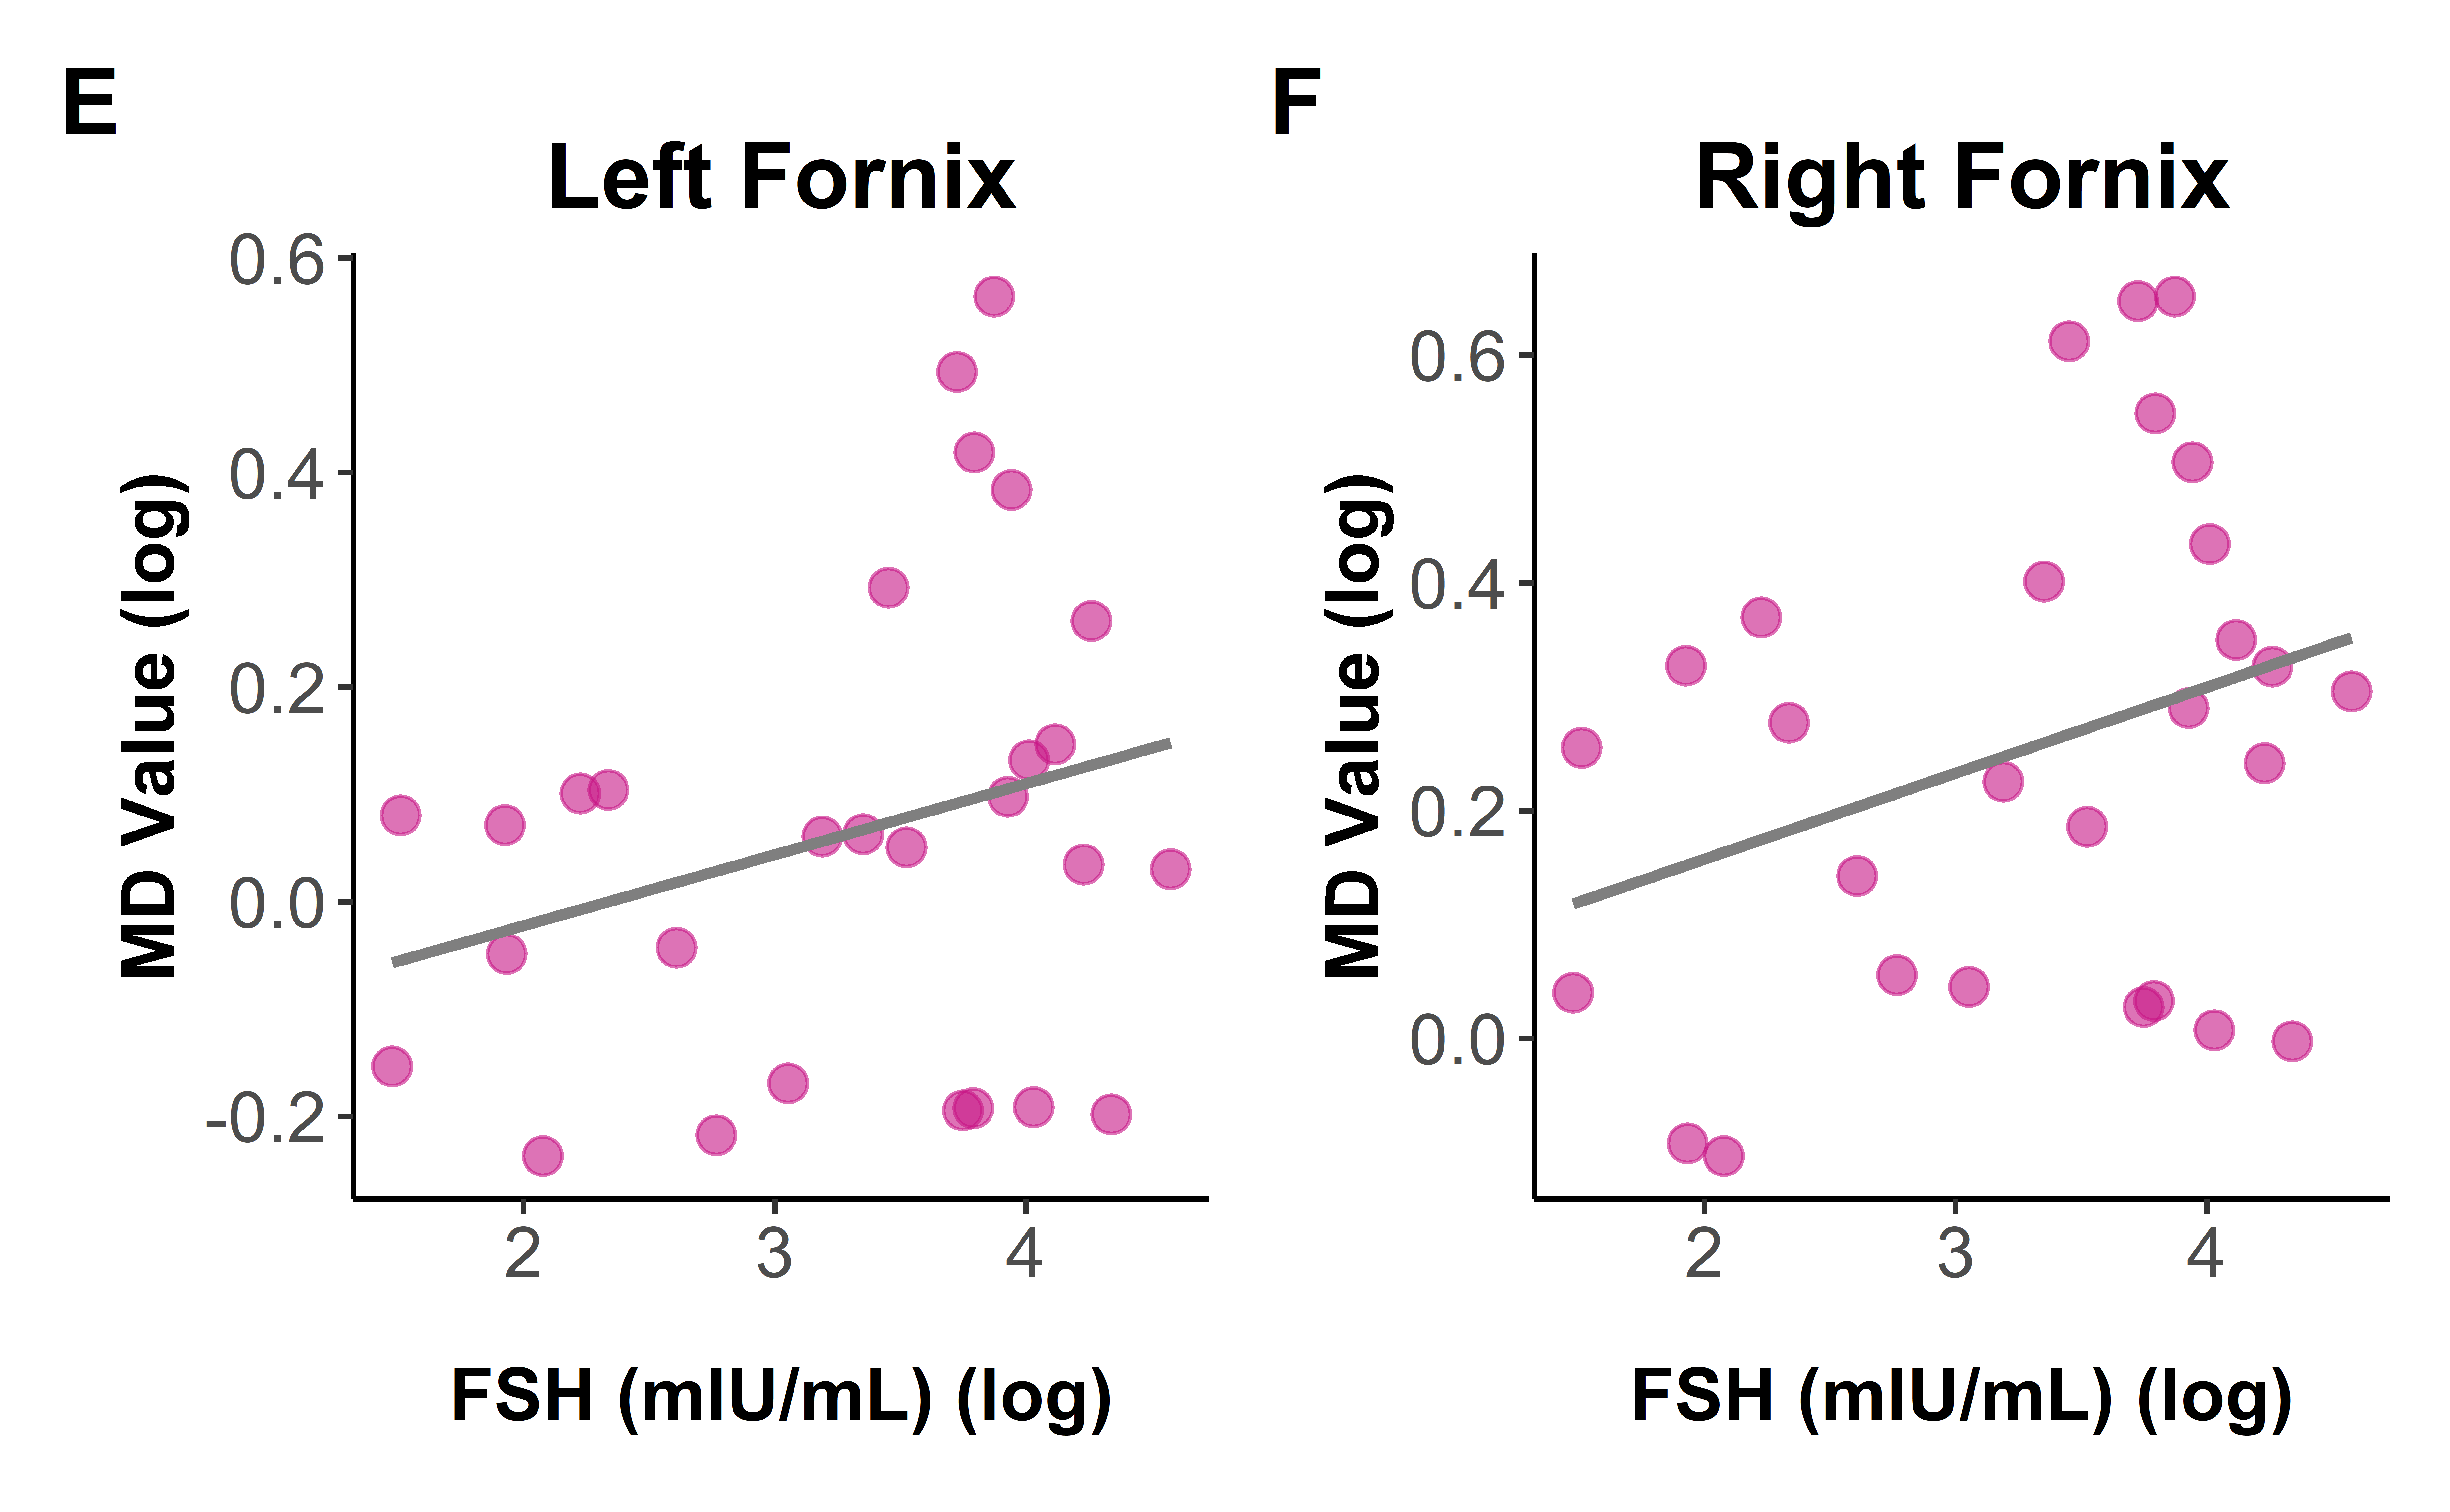 E
Left Fornix
0.6
0.4
0.2
0.0
-0.2
MD Value (log)
2 3 4
FSH (mIU/mL) (log)
F
Right Fornix
0.6
0.4
0.2
0.0
MD Value (log)
2 3 4
FSH (mIU/mL) (log)